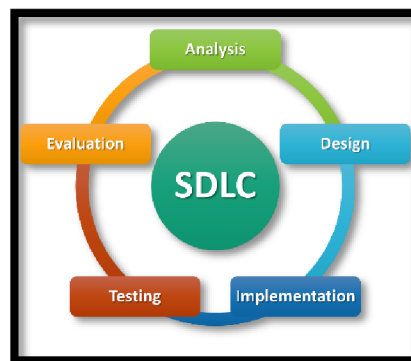 Analysis
Evaluation
Design
SDLC
Testing
Implementation